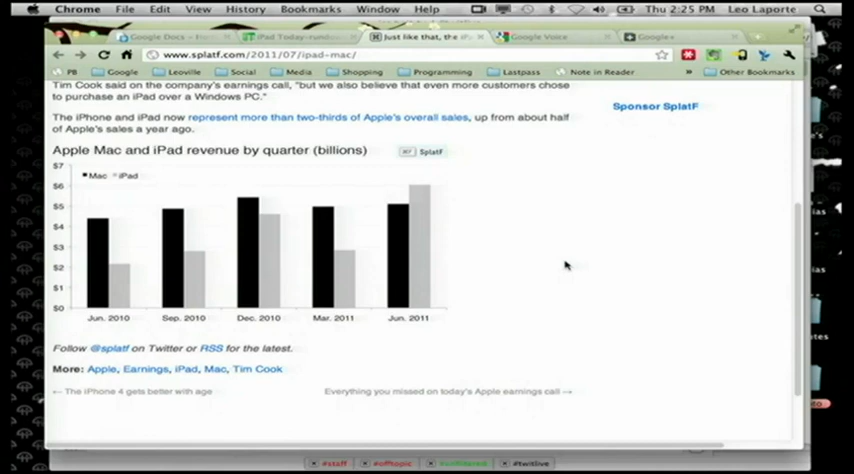 Chrome File Edit View History Bookmarks Window Help Thu 2:25 PM Leo Laporte
Google Docs - Hom iPad Today-rundow Just like that, the iP Google Voice Google+
www.splatf.com/2011/07/ipad-mac/
PB Google Leoville Social Media Shopping Programming Lastpass Note in Reader » Other Bookmarks
Tim Cook said on the company's earnings call, "but we also believe that even more customers chose
to purchase an iPad over a Windows PC."
Sponsor SplatF
The iPhone and iPad now represent more than two-thirds of Apple's overall sales, up from about half
of Apple's sales a year ago.
Apple Mac and iPad revenue by quarter (billions) SplatF
$7
Mac iPad
$6
$5
$4
$3
$2
$1
$0
Jun. 2010 Sep. 2010 Dec. 2010 Mar. 2011 Jun. 2011
Follow @splatf on Twitter or RSS for the latest.
More: Apple, Earnings, iPad, Mac, Tim Cook
← The iPhone 4 gets better with age Everything you missed on today's Apple earnings call →
#staff #offtopic #twitlive